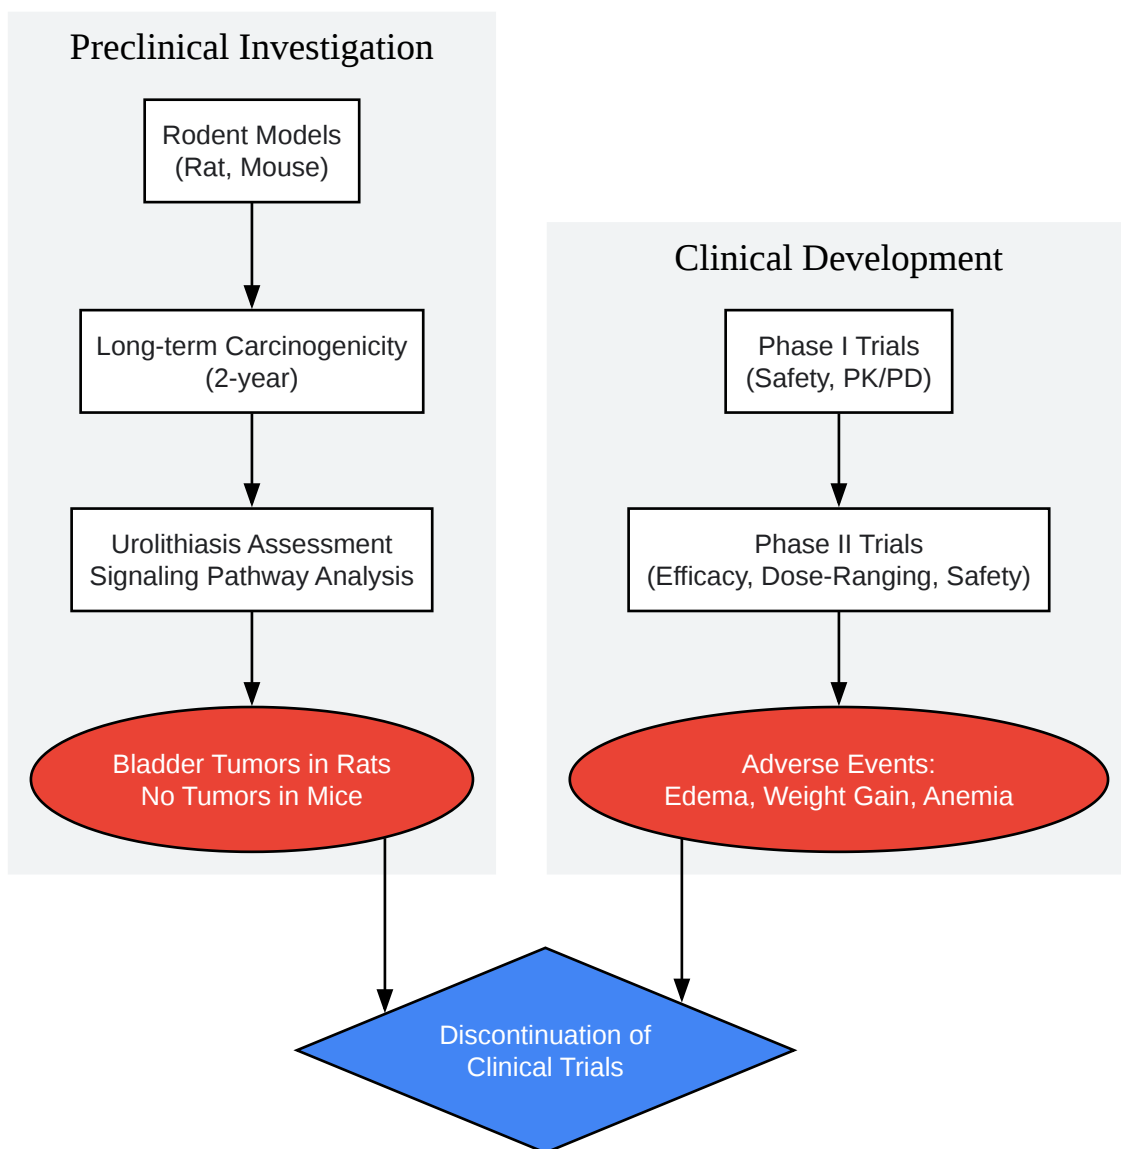 Preclinical Investigation
Rodent Models
(Rat, Mouse)
Long-term Carcinogenicity
(2-year)
Urolithiasis Assessment
Signaling Pathway Analysis
Bladder Tumors in Rats
No Tumors in Mice
Clinical Development
Phase I Trials
(Safety, PK/PD)
Phase II Trials
(Efficacy, Dose-Ranging, Safety)
Adverse Events:
Edema, Weight Gain, Anemia
Discontinuation of
Clinical Trials